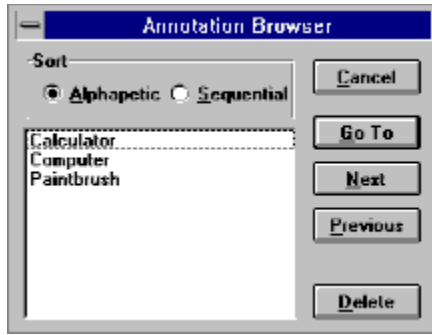 Annotation Browser
Sort
Alphapetic Sequential
Calculator
Computer
Paintbrush
Cancel
Go To
Next
Previous
Delete